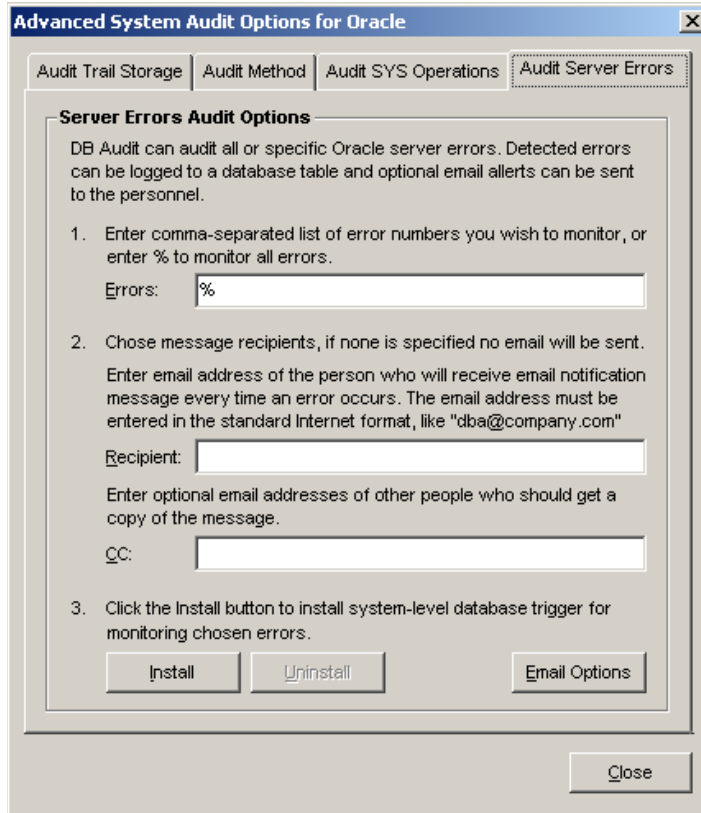 Advanced System Audit Options for Oracle
Audit Trail Storage
Audit Method
Audit SYS Operations
Audit Server Errors
Server Errors Audit Options
DB Audit can audit all or specific Oracle server errors. Detected errors
can be logged to a database table and optional email allerts can be sent
to the personnel.
1. Enter comma-separated list of error numbers you wish to monitor, or
enter % to monitor all errors.
Errors: %
2. Chose message recipients, if none is specified no email will be sent.
Enter email address of the person who will receive email notification
message every time an error occurs. The email address must be
entered in the standard Internet format, like "dba@company.com"
Recipient:
Enter optional email addresses of other people who should get a
copy of the message.
CC:
3. Click the Install button to install system-level database trigger for
monitoring chosen errors.
Install
Uninstall
Email Options
Close